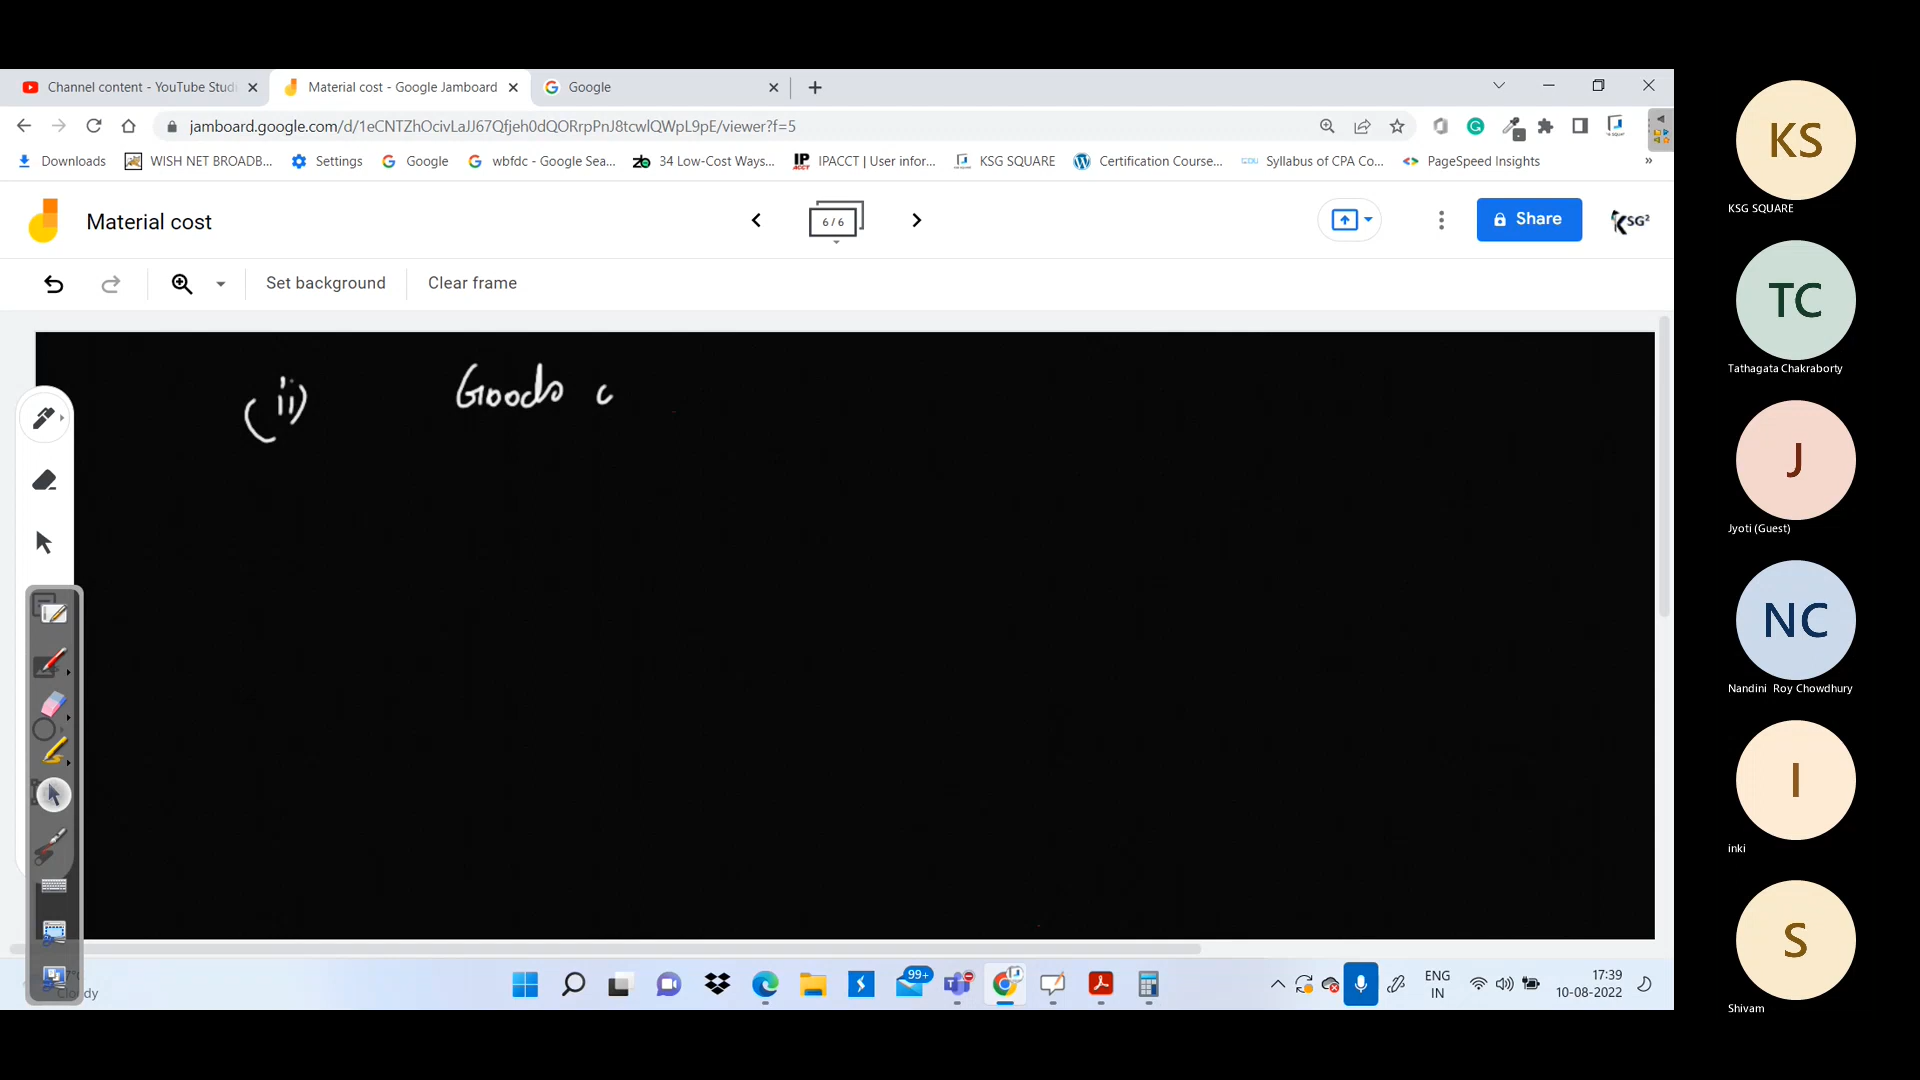 Channel content - YouTube Stud
Material cost - Google Jamboard
Google
jamboard.google.com/d/1eCNTZhOcivLaJJ67Qfjeh0dQORrpPnJ8tcwlQWpL9pE/viewer?f=5
Downloads
WISH NET BROADB...
Settings
Google
wbfdc - Google Sea...
34 Low-Cost Ways...
IPACCT | User infor...
KSG SQUARE
Certification Course...
Syllabus of CPA Co...
PageSpeed Insights
»
Material cost
6 / 6
Share
KSG²
Set background
Clear frame
(ii) Goods c
99+
ENG
IN
17:39
10-08-2022
KS
KSG SQUARE
TC
Tathagata Chakraborty
J
Jyoti (Guest)
NC
Nandini Roy Chowdhury
I
inki
S
Shivam